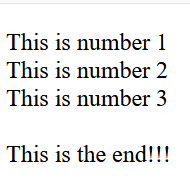 This is number 1
This is number 2
This is number 3
This is the end!!!